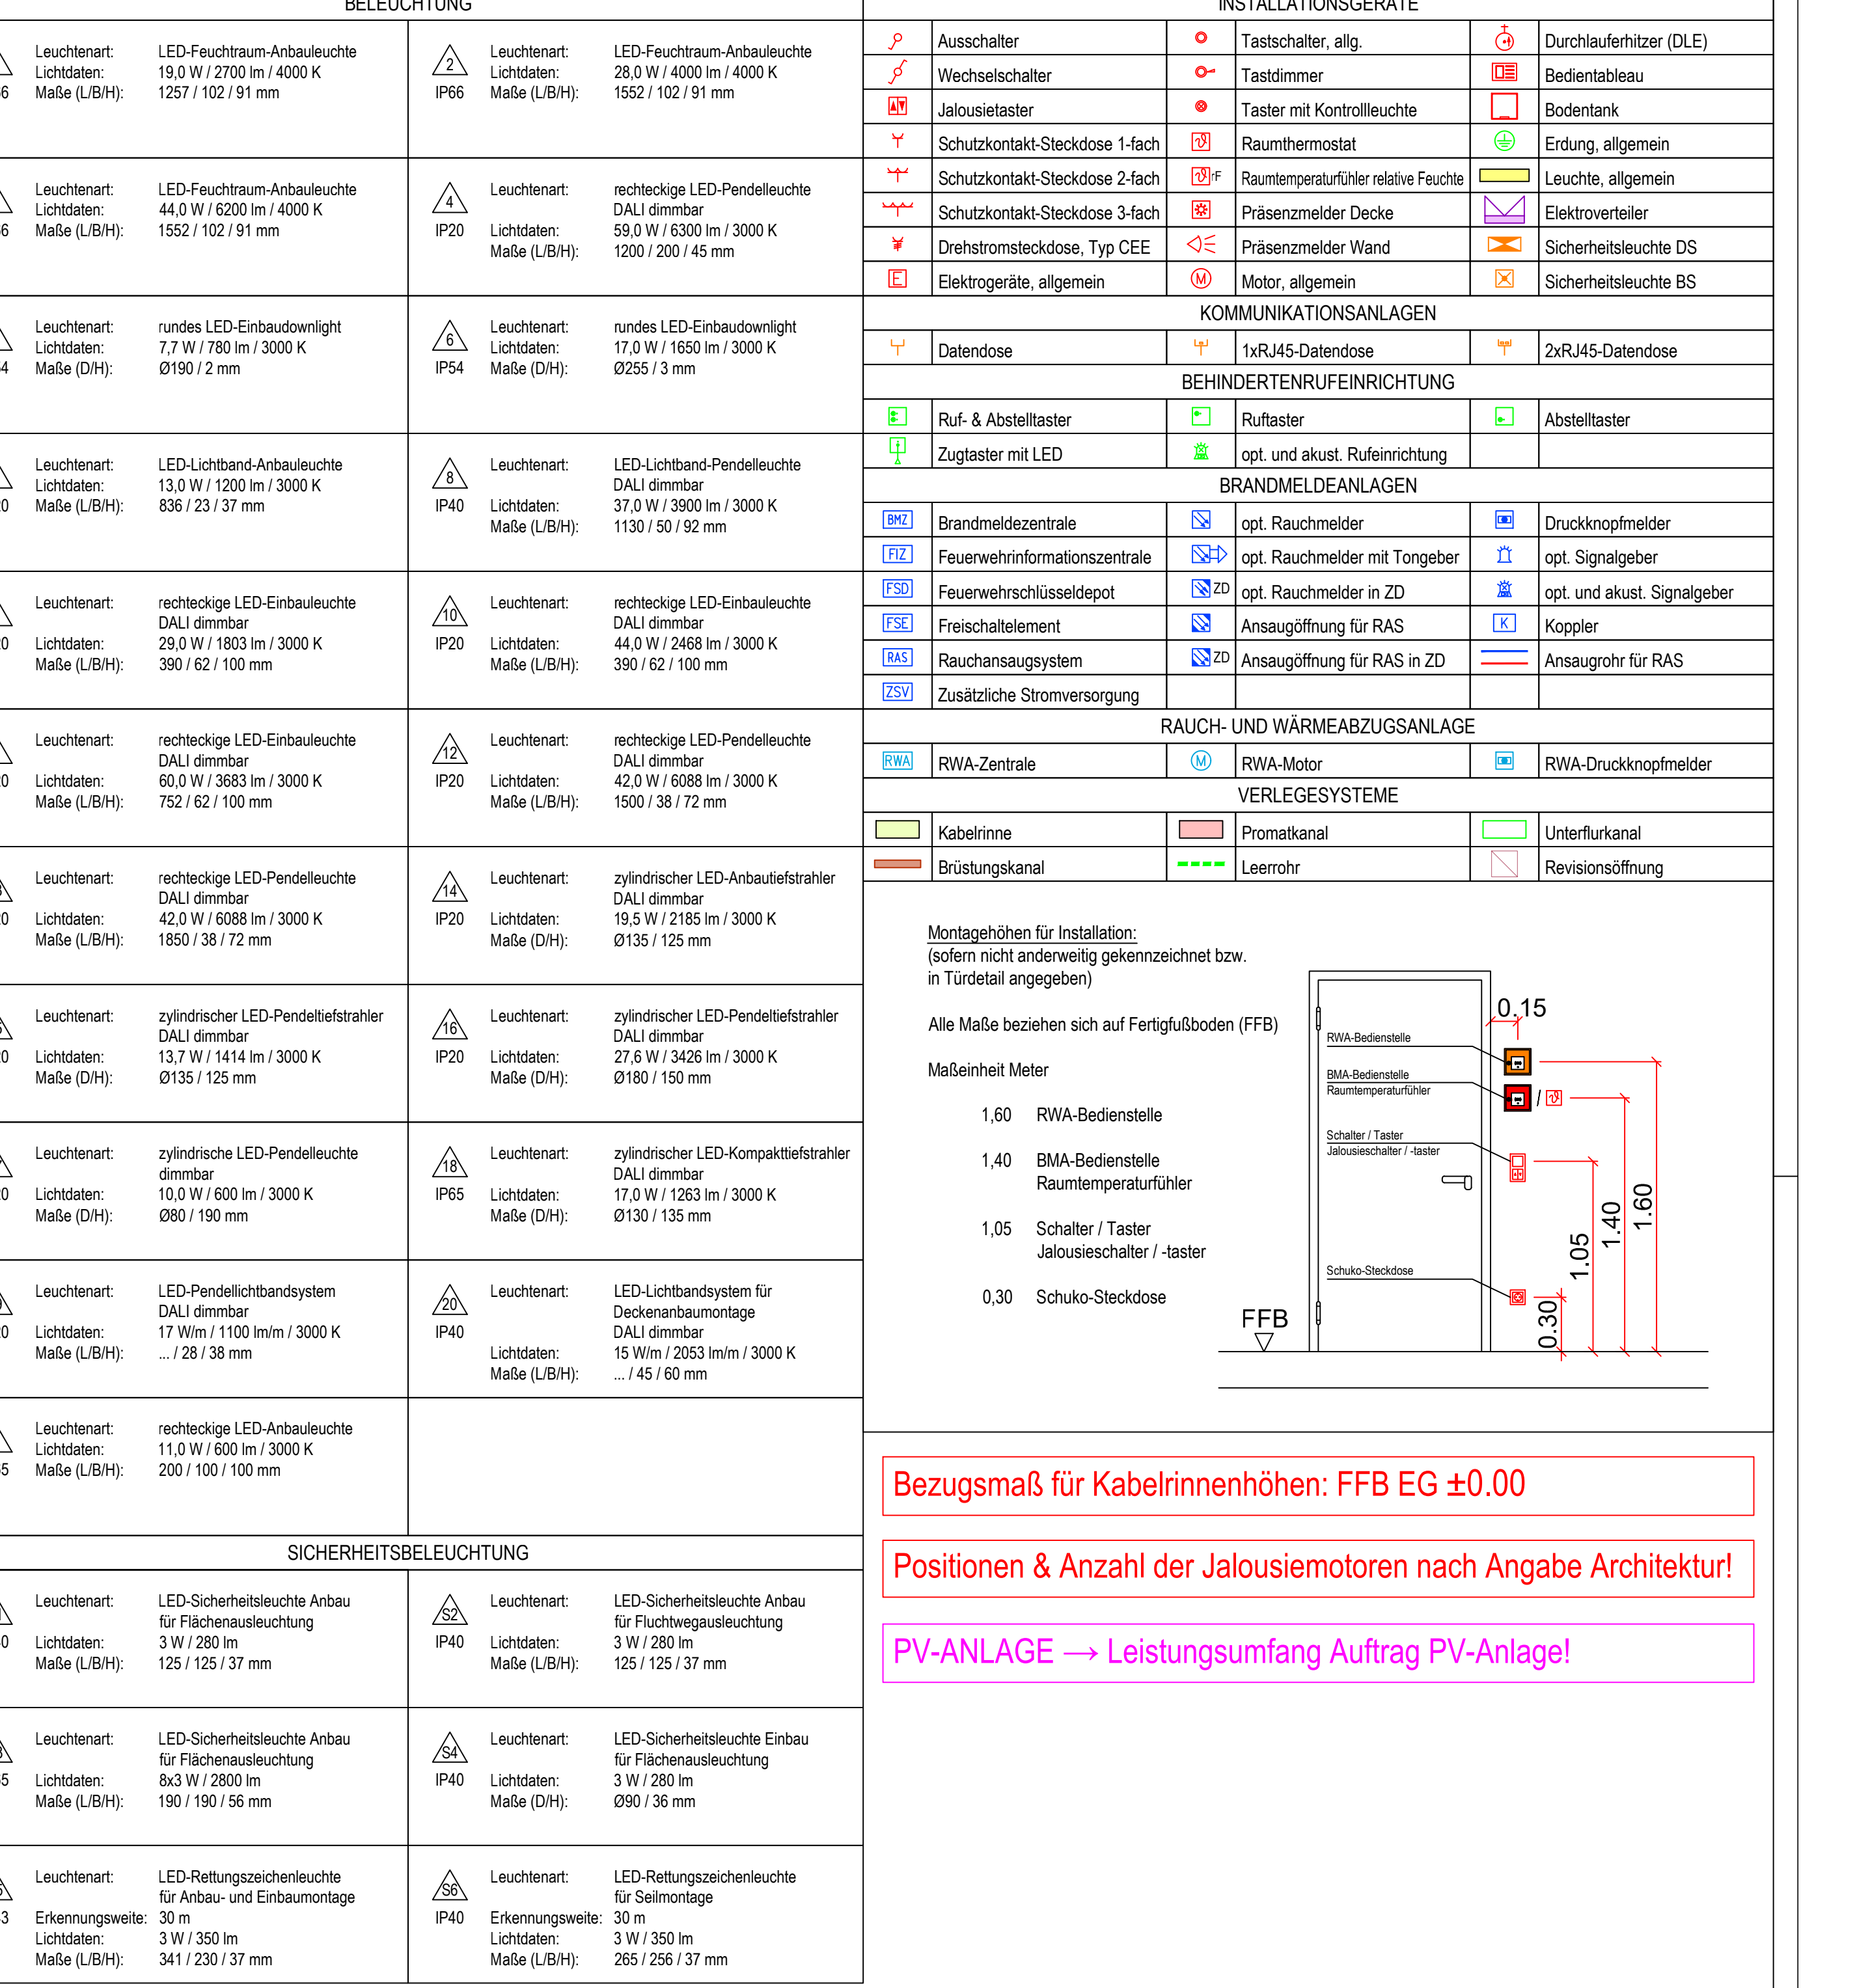 BELEUCHTUNG
Leuchtenart: LED-Feuchtraum-Anbauleuchte
Lichtdaten: 19,0 W / 2700 lm / 4000 K
Maße (L/B/H): 1257 / 102 / 91 mm
2 Leuchtenart: LED-Feuchtraum-Anbauleuchte
Lichtdaten: 28,0 W / 4000 lm / 4000 K
IP66 Maße (L/B/H): 1552 / 102 / 91 mm
Leuchtenart: LED-Feuchtraum-Anbauleuchte
Lichtdaten: 44,0 W / 6200 lm / 4000 K
Maße (L/B/H): 1552 / 102 / 91 mm
4 Leuchtenart: rechteckige LED-Pendelleuchte
DALI dimmbar
IP20 Lichtdaten: 59,0 W / 6300 lm / 3000 K
Maße (L/B/H): 1200 / 200 / 45 mm
Leuchtenart: rundes LED-Einbaudownlight
Lichtdaten: 7,7 W / 780 lm / 3000 K
Maße (D/H): Ø190 / 2 mm
6 Leuchtenart: rundes LED-Einbaudownlight
Lichtdaten: 17,0 W / 1650 lm / 3000 K
IP54 Maße (D/H): Ø255 / 3 mm
Leuchtenart: LED-Lichtband-Anbauleuchte
Lichtdaten: 13,0 W / 1200 lm / 3000 K
Maße (L/B/H): 836 / 23 / 37 mm
8 Leuchtenart: LED-Lichtband-Pendelleuchte
DALI dimmbar
IP40 Lichtdaten: 37,0 W / 3900 lm / 3000 K
Maße (L/B/H): 1130 / 50 / 92 mm
Leuchtenart: rechteckige LED-Einbauleuchte
DALI dimmbar
Lichtdaten: 29,0 W / 1803 lm / 3000 K
Maße (L/B/H): 390 / 62 / 100 mm
10 Leuchtenart: rechteckige LED-Einbauleuchte
DALI dimmbar
IP20 Lichtdaten: 44,0 W / 2468 lm / 3000 K
Maße (L/B/H): 390 / 62 / 100 mm
Leuchtenart: rechteckige LED-Einbauleuchte
DALI dimmbar
Lichtdaten: 60,0 W / 3683 lm / 3000 K
Maße (L/B/H): 752 / 62 / 100 mm
12 Leuchtenart: rechteckige LED-Pendelleuchte
DALI dimmbar
IP20 Lichtdaten: 42,0 W / 6088 lm / 3000 K
Maße (L/B/H): 1500 / 38 / 72 mm
Leuchtenart: rechteckige LED-Pendelleuchte
DALI dimmbar
Lichtdaten: 42,0 W / 6088 lm / 3000 K
Maße (L/B/H): 1850 / 38 / 72 mm
14 Leuchtenart: zylindrischer LED-Anbautiefstrahler
DALI dimmbar
IP20 Lichtdaten: 19,5 W / 2185 lm / 3000 K
Maße (D/H): Ø135 / 125 mm
Leuchtenart: zylindrischer LED-Pendeltiefstrahler
DALI dimmbar
Lichtdaten: 13,7 W / 1414 lm / 3000 K
Maße (D/H): Ø135 / 125 mm
16 Leuchtenart: zylindrischer LED-Pendeltiefstrahler
DALI dimmbar
IP20 Lichtdaten: 27,6 W / 3426 lm / 3000 K
Maße (D/H): Ø180 / 150 mm
Leuchtenart: zylindrische LED-Pendelleuchte
dimmbar
Lichtdaten: 10,0 W / 600 lm / 3000 K
Maße (D/H): Ø80 / 190 mm
18 Leuchtenart: zylindrischer LED-Kompakttiefstrahler
DALI dimmbar
IP65 Lichtdaten: 17,0 W / 1263 lm / 3000 K
Maße (D/H): Ø130 / 135 mm
Leuchtenart: LED-Pendellichtbandsystem
DALI dimmbar
Lichtdaten: 17 W/m / 1100 lm/m / 3000 K
Maße (L/B/H): ... / 28 / 38 mm
20 Leuchtenart: LED-Lichtbandsystem für
Deckenanbaumontage
IP40 DALI dimmbar
Lichtdaten: 15 W/m / 2053 lm/m / 3000 K
Maße (L/B/H): ... / 45 / 60 mm
Leuchtenart: rechteckige LED-Anbauleuchte
Lichtdaten: 11,0 W / 600 lm / 3000 K
Maße (L/B/H): 200 / 100 / 100 mm
SICHERHEITSBELEUCHTUNG
Leuchtenart: LED-Sicherheitsleuchte Anbau
für Flächenausleuchtung
Lichtdaten: 3 W / 280 lm
Maße (L/B/H): 125 / 125 / 37 mm
S2 Leuchtenart: LED-Sicherheitsleuchte Anbau
für Fluchtwegausleuchtung
IP40 Lichtdaten: 3 W / 280 lm
Maße (L/B/H): 125 / 125 / 37 mm
Leuchtenart: LED-Sicherheitsleuchte Anbau
für Flächenausleuchtung
Lichtdaten: 8x3 W / 2800 lm
Maße (L/B/H): 190 / 190 / 56 mm
S4 Leuchtenart: LED-Sicherheitsleuchte Einbau
für Flächenausleuchtung
IP40 Lichtdaten: 3 W / 280 lm
Maße (D/H): Ø90 / 36 mm
Leuchtenart: LED-Rettungszeichenleuchte
für Anbau- und Einbaumontage
Erkennungsweite: 30 m
Lichtdaten: 3 W / 350 lm
Maße (L/B/H): 341 / 230 / 37 mm
S6 Leuchtenart: LED-Rettungszeichenleuchte
für Seilmontage
IP40 Erkennungsweite: 30 m
Lichtdaten: 3 W / 350 lm
Maße (L/B/H): 265 / 256 / 37 mm
INSTALLATIONSGERÄTE
Ausschalter Tastschalter, allg. Durchlauferhitzer (DLE)
Wechselschalter Tastdimmer Bedientableau
Jalousietaster Taster mit Kontrollleuchte Bodentank
Schutzkontakt-Steckdose 1-fach Raumthermostat Erdung, allgemein
Schutzkontakt-Steckdose 2-fach rF Raumtemperaturfühler relative Feuchte Leuchte, allgemein
Schutzkontakt-Steckdose 3-fach Präsenzmelder Decke Elektroverteiler
Drehstromsteckdose, Typ CEE Präsenzmelder Wand Sicherheitsleuchte DS
E Elektrogeräte, allgemein M Motor, allgemein Sicherheitsleuchte BS
KOMMUNIKATIONSANLAGEN
Datendose 1xRJ45-Datendose 2xRJ45-Datendose
BEHINDERTENRUFEINRICHTUNG
Ruf- & Abstelltaster Ruftaster Abstelltaster
Zugtaster mit LED opt. und akust. Rufeinrichtung
BRANDMELDEANLAGEN
BMZ Brandmeldezentrale opt. Rauchmelder Druckknopfmelder
FIZ Feuerwehrinformationszentrale opt. Rauchmelder mit Tongeber opt. Signalgeber
FSD Feuerwehrschlüsseldepot ZD opt. Rauchmelder in ZD opt. und akust. Signalgeber
FSE Freischaltelement Ansaugöffnung für RAS K Koppler
RAS Rauchansaugsystem ZD Ansaugöffnung für RAS in ZD Ansaugrohr für RAS
ZSV Zusätzliche Stromversorgung
RAUCH- UND WÄRMEABZUGSANLAGE
RWA RWA-Zentrale M RWA-Motor RWA-Druckknopfmelder
VERLEGESYSTEME
Kabelrinne Promatkanal Unterflurkanal
Brüstungskanal Leerrohr Revisionsöffnung
Montagehöhen für Installation:
(sofern nicht anderweitig gekennzeichnet bzw.
in Türdetail angegeben)
Alle Maße beziehen sich auf Fertigfußboden (FFB)
Maßeinheit Meter
1,60 RWA-Bedienstelle
1,40 BMA-Bedienstelle
Raumtemperaturfühler
1,05 Schalter / Taster
Jalousieschalter / -taster
0,30 Schuko-Steckdose
FFB
0.15
RWA-Bedienstelle
BMA-Bedienstelle
Raumtemperaturfühler
/
Schalter / Taster
Jalousieschalter / -taster
Schuko-Steckdose
0.30
1.05
1.40
1.60
Bezugsmaß für Kabelrinnenhöhen: FFB EG ±0.00
Positionen & Anzahl der Jalousiemotoren nach Angabe Architektur!
PV-ANLAGE → Leistungsumfang Auftrag PV-Anlage!